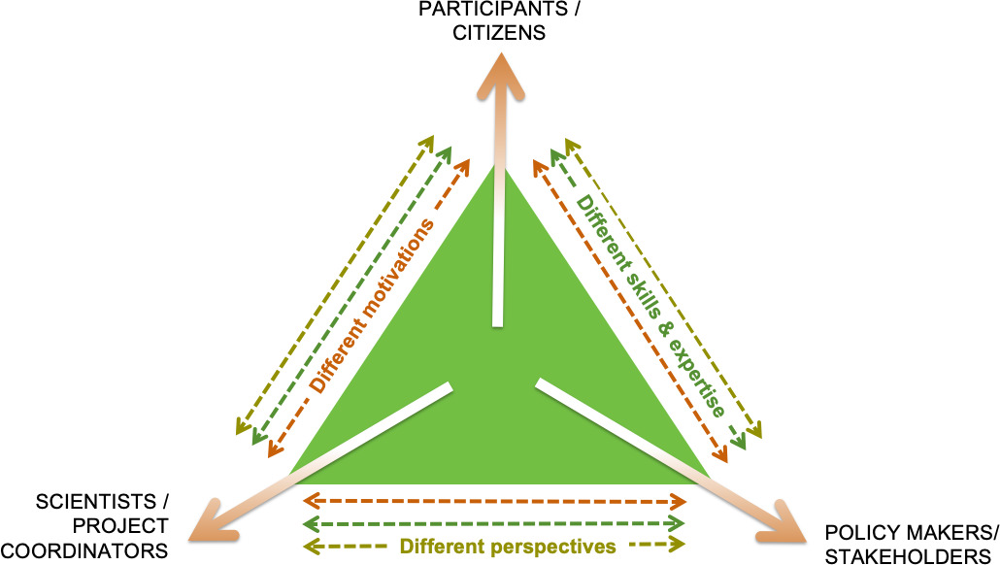 PARTICIPANTS /
CITIZENS
Different motivations
Different skills & expertise
SCIENTISTS /
PROJECT
COORDINATORS
Different perspectives
POLICY MAKERS/
STAKEHOLDERS